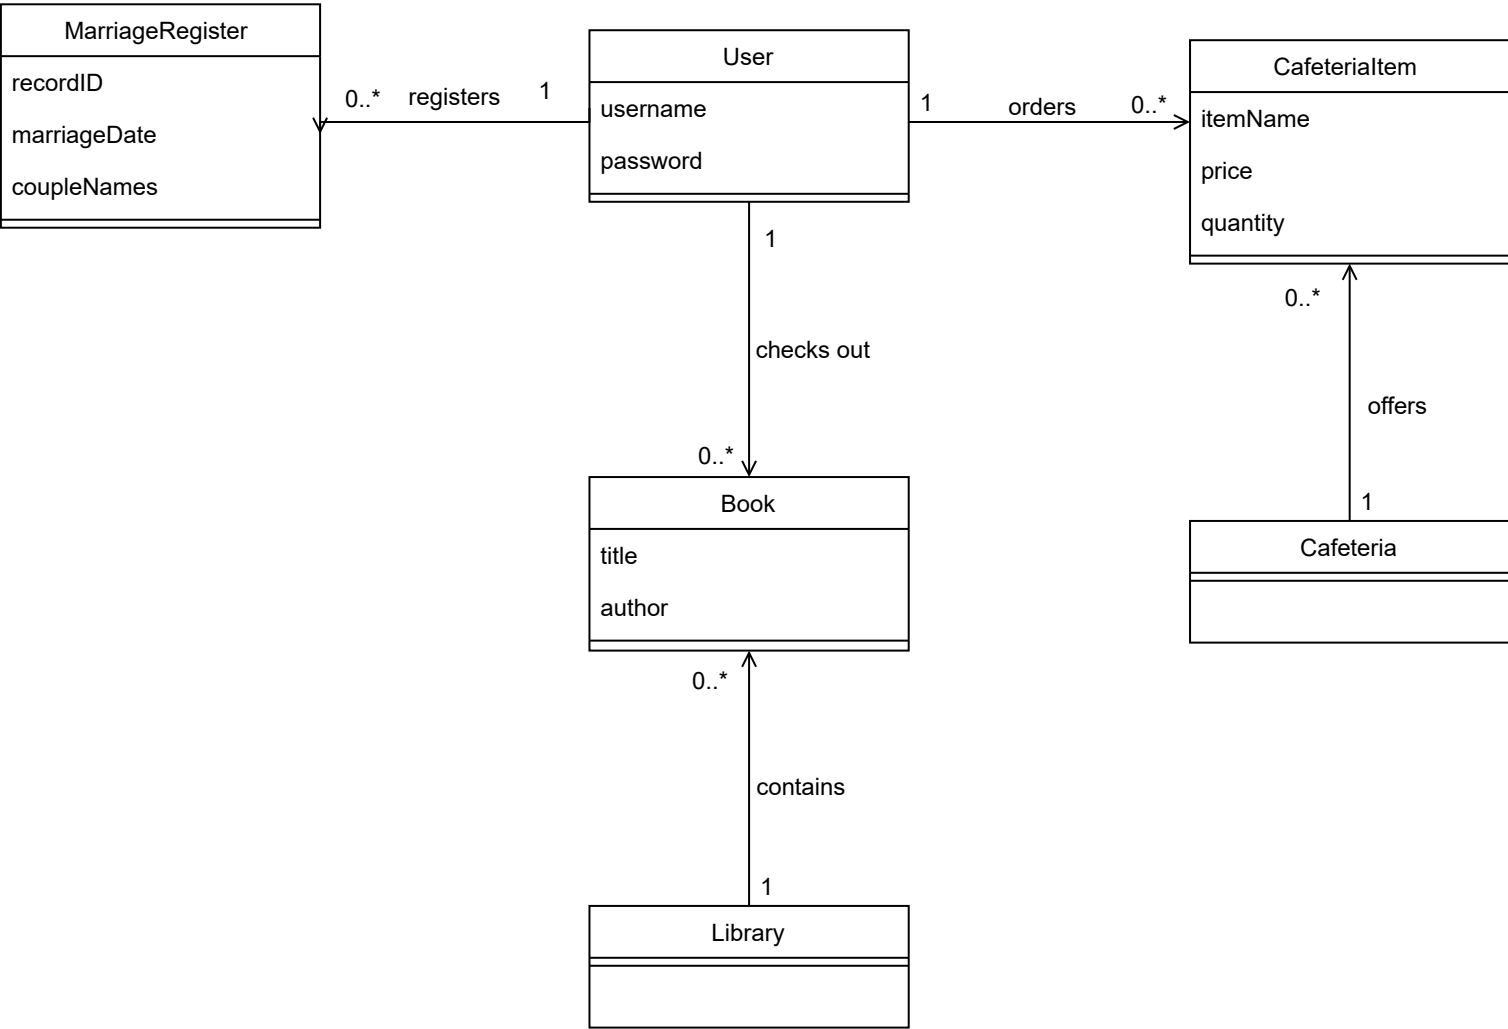 MarriageRegister
recordID
marriageDate
coupleNames
0..* registers 1
User
username
password
1 orders 0..*
CafeteriaItem
itemName
price
quantity
1
checks out
0..*
0..*
offers
1
Book
title
author
Cafeteria
0..*
contains
1
Library